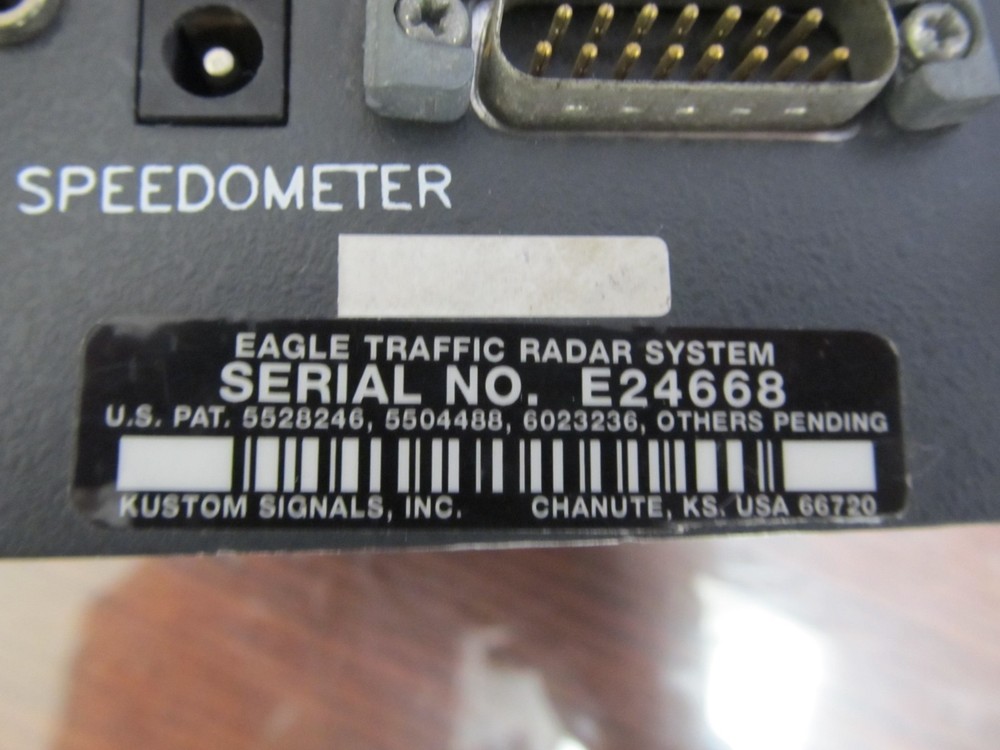 SPEEDOMETER
EAGLE TRAFFIC RADAR SYSTEM
SERIAL NO. E24668
U.S. PAT. 5528246, 5504488, 6023236, OTHERS PENDING
KUSTOM SIGNALS, INC. CHANUTE, KS. USA 66720